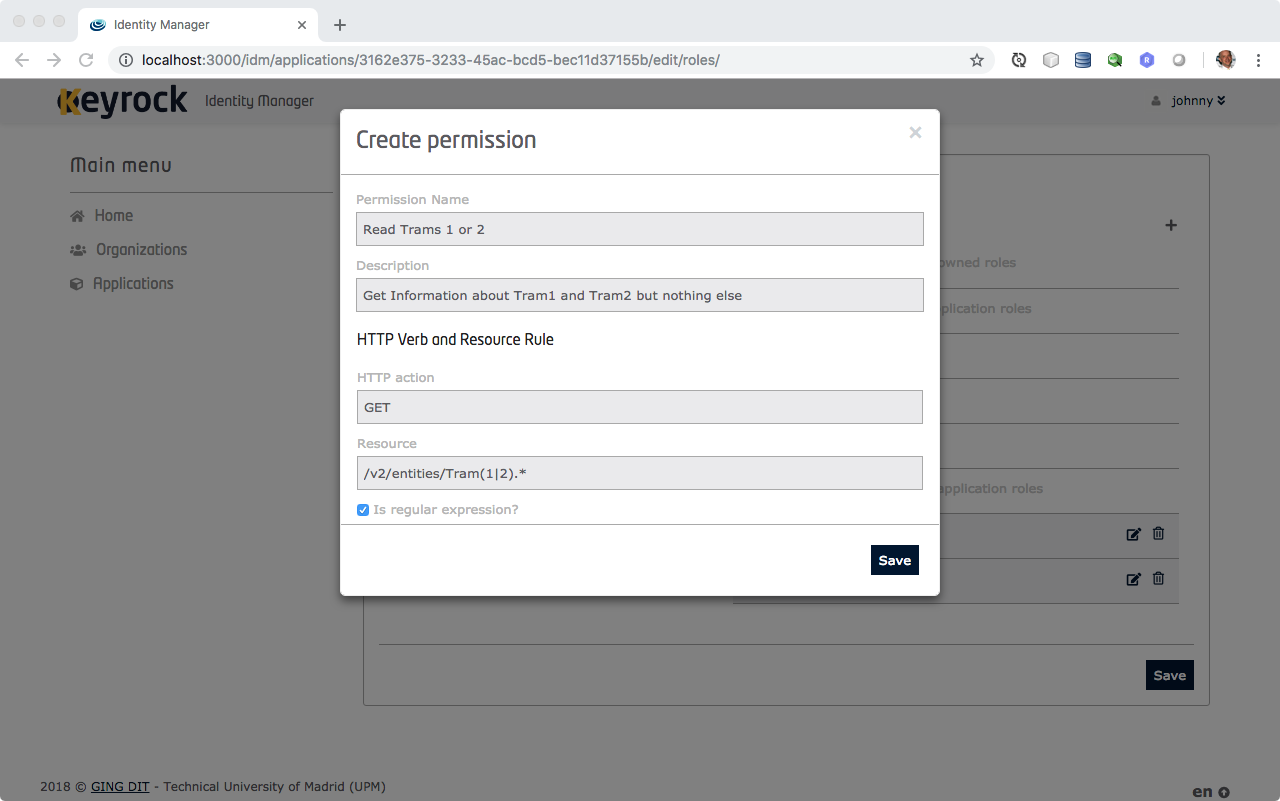 Identity Manager
localhost:3000/idm/applications/3162e375-3233-45ac-bcd5-bec11d37155b/edit/roles/
Keyrock Identity Manager
johnny
Main menu
Home
Organizations
Applications
Create permission
Permission Name
Read Trams 1 or 2
Description
Get Information about Tram1 and Tram2 but nothing else
HTTP Verb and Resource Rule
HTTP action
GET
Resource
/v2/entities/Tram(1|2).*
Is regular expression?
Save
owned roles
plication roles
application roles
Save
2018 © GING DIT - Technical University of Madrid (UPM)
en